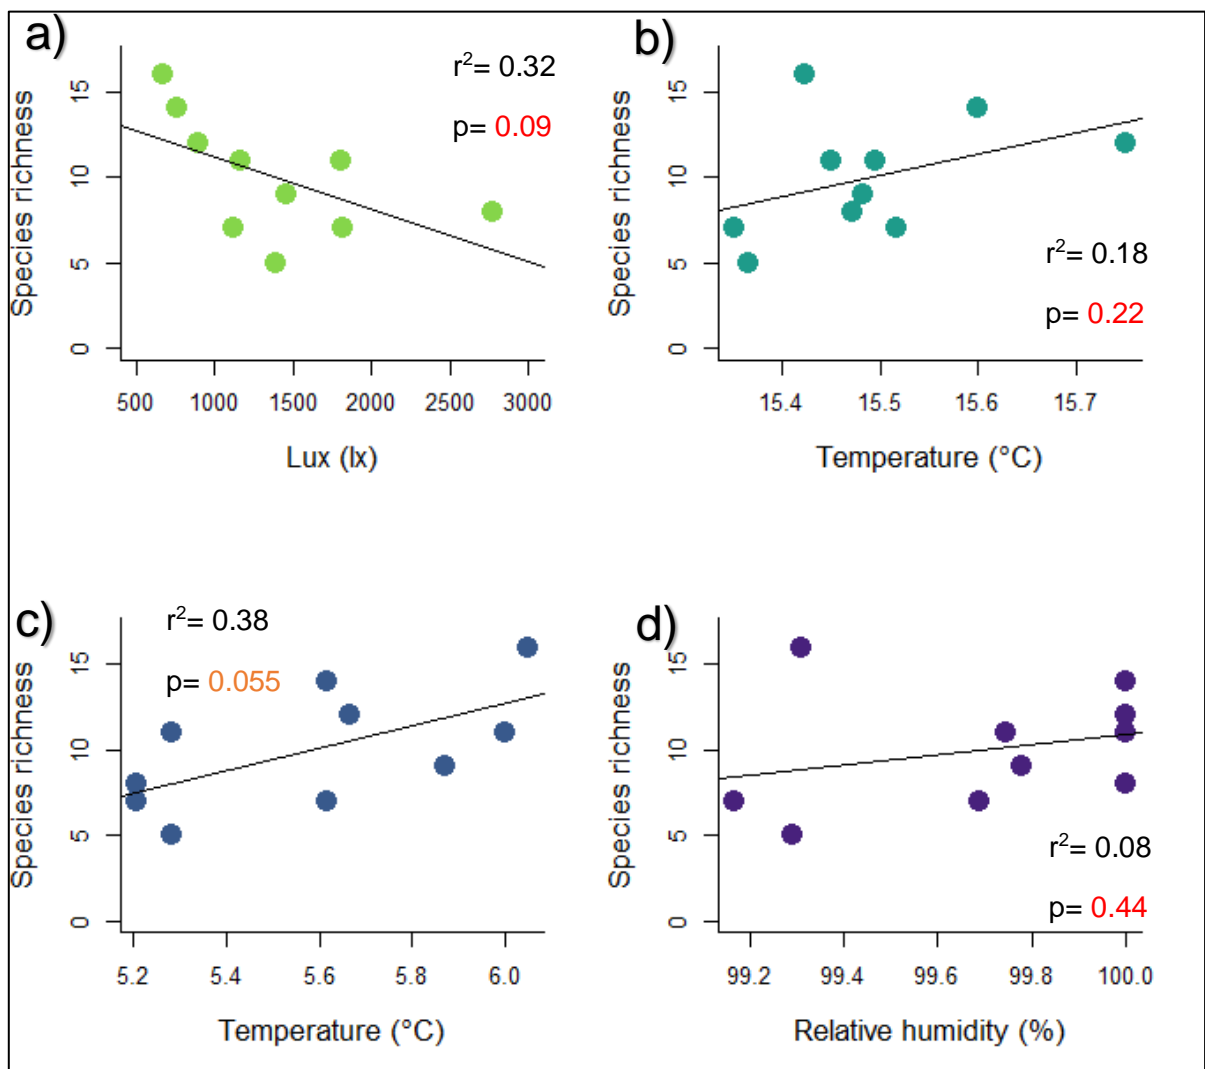 a)
r²= 0.32
p= 0.09
Species richness
0
5
10
15
500 1000 1500 2000 2500 3000
Lux (lx)
b)
Species richness
0
5
10
15
r²= 0.18
p= 0.22
15.4 15.5 15.6 15.7
Temperature (°C)
c)
r²= 0.38
p= 0.055
Species richness
0
5
10
15
5.2 5.4 5.6 5.8 6.0
Temperature (°C)
d)
Species richness
0
5
10
15
r²= 0.08
p= 0.44
99.2 99.4 99.6 99.8 100.0
Relative humidity (%)